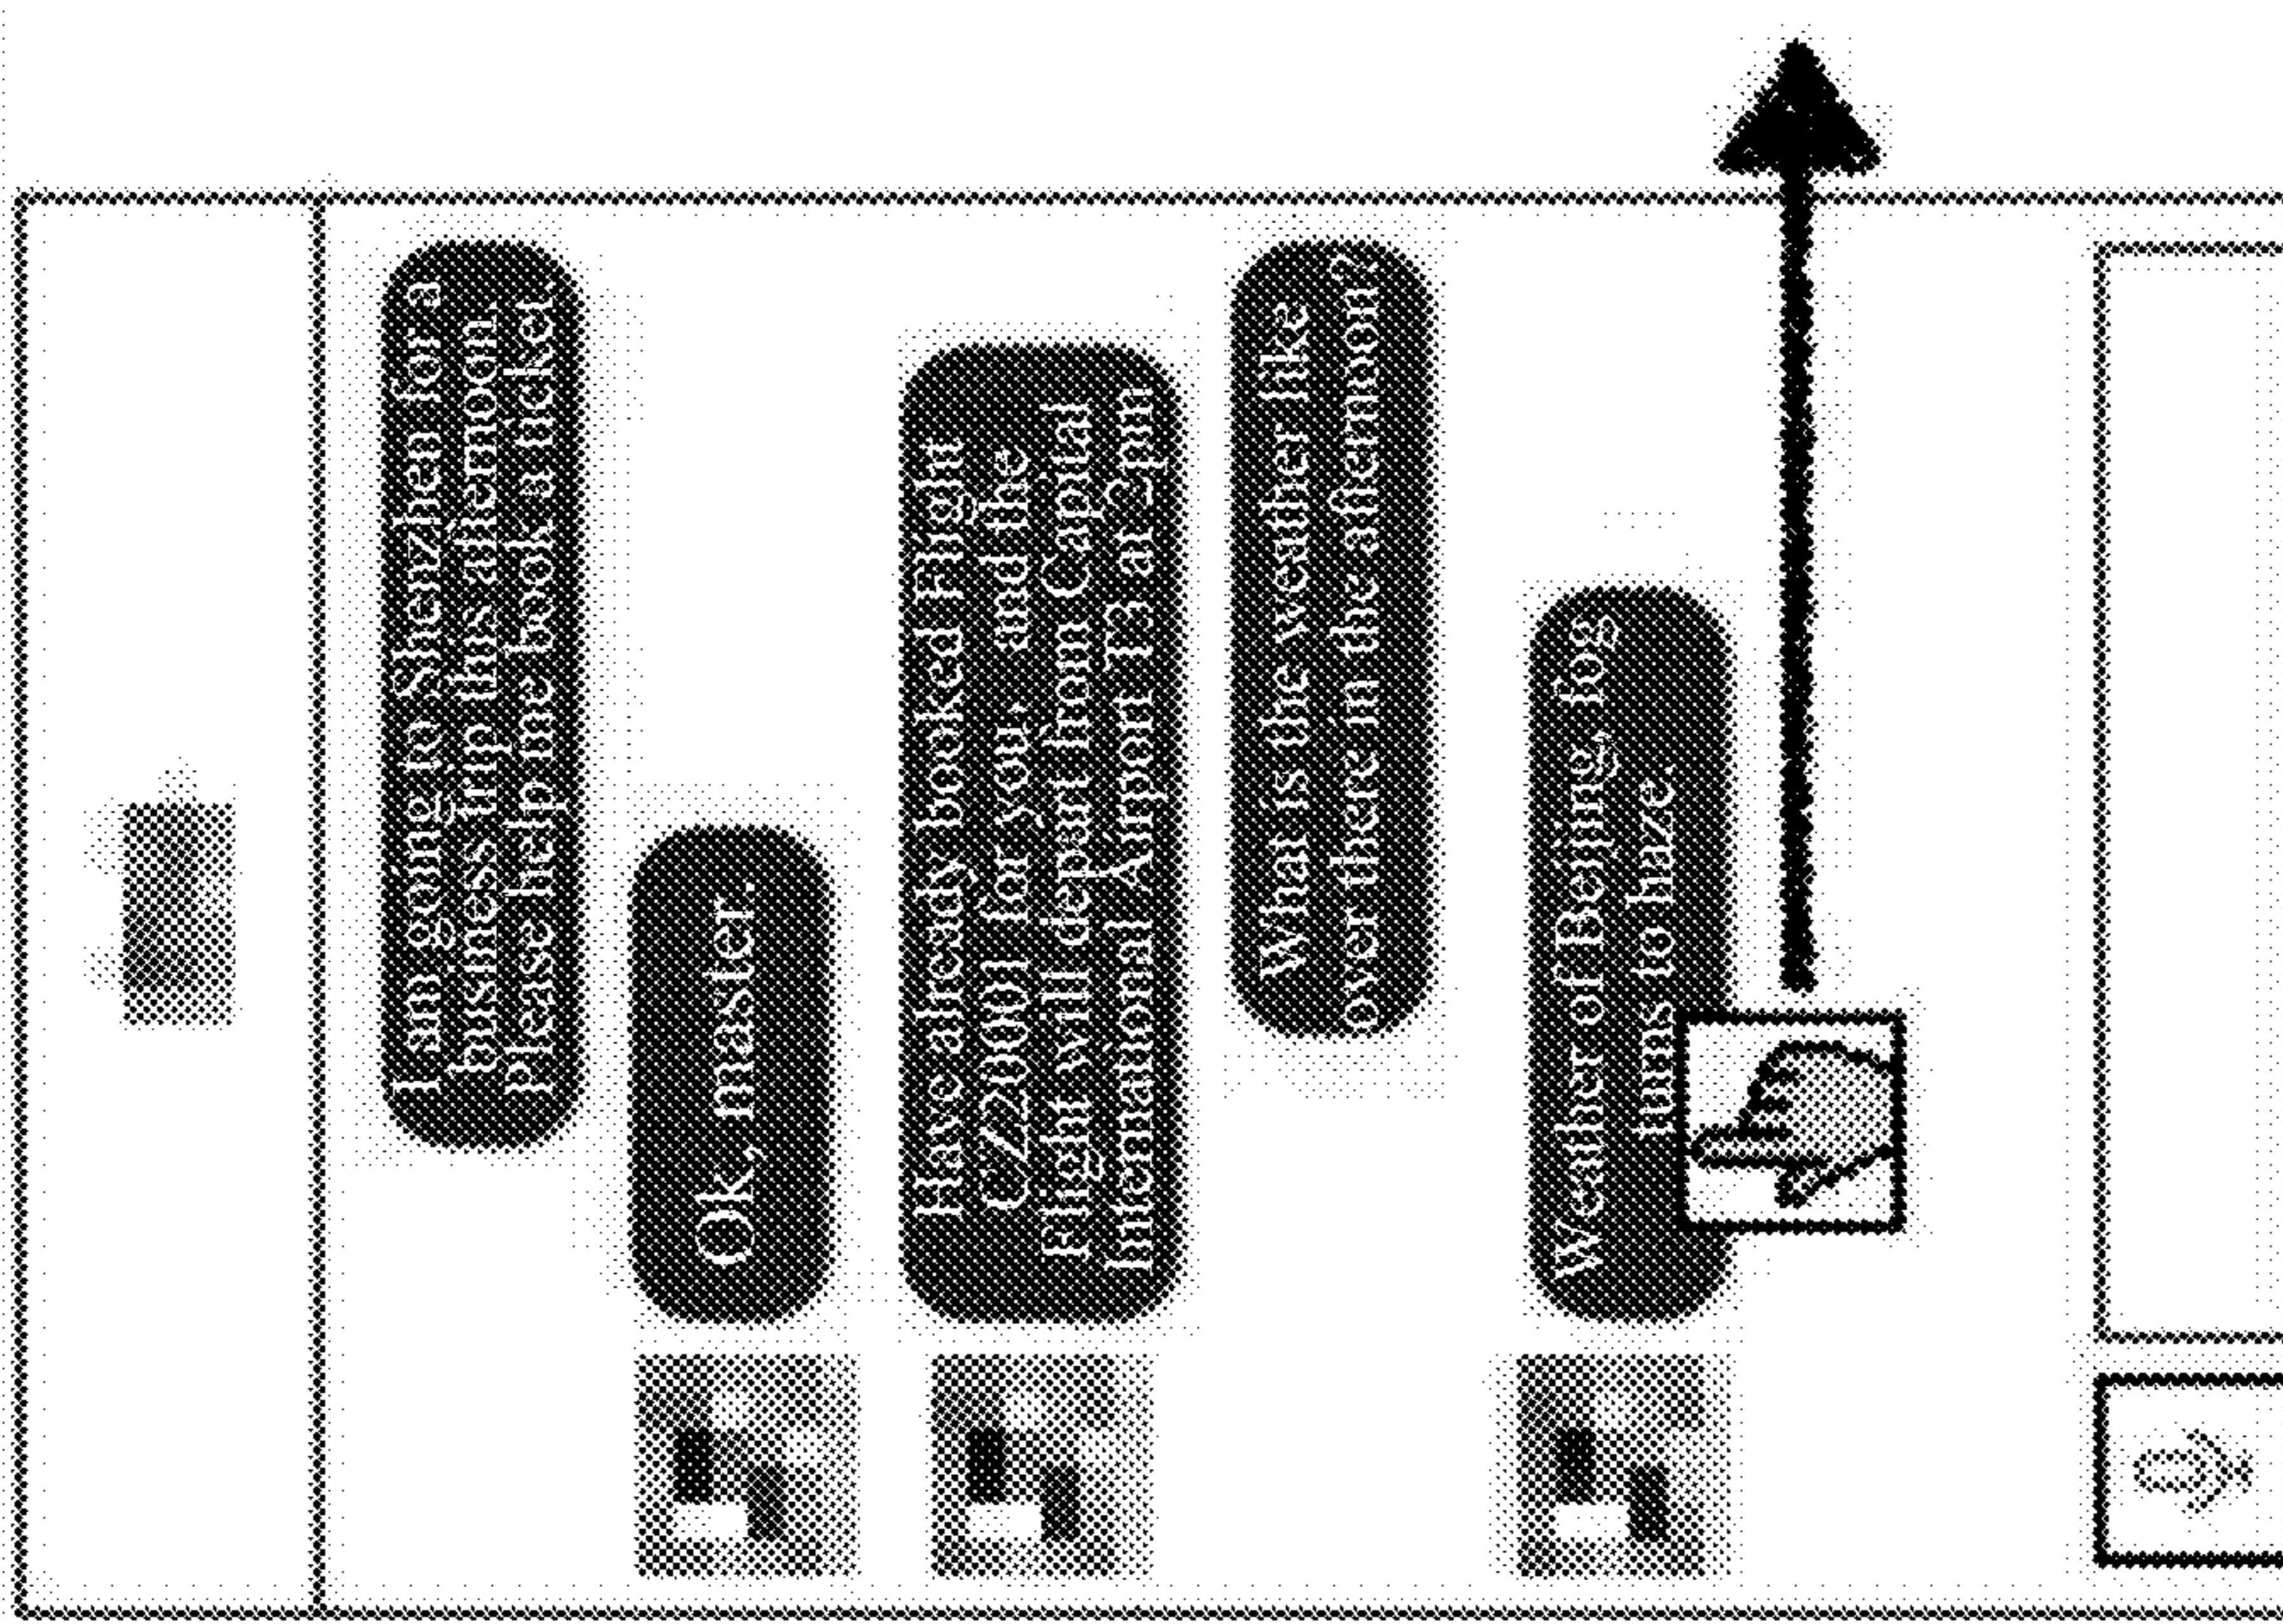 I am going to Shenzhen for a
business trip this afternoon,
please help me book a ticket.
Ok, master.
Have already booked Flight
CZ20001 for you, and the
Flight will depart from Capital
International Airport T3 at 2pm
What is the weather like
over there in the afternoon?
Weather of Beijing, fog
turns to haze.